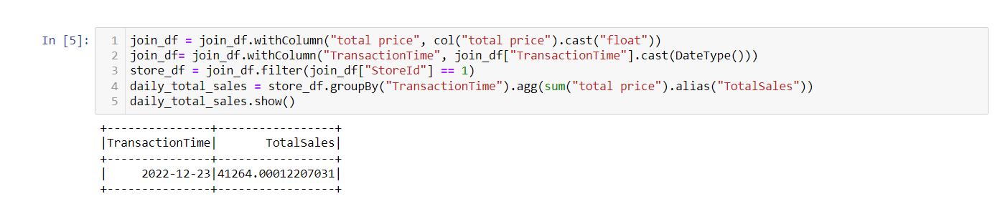 In [5]:
1 join_df = join_df.withColumn("total price", col("total price").cast("float"))
2 join_df= join_df.withColumn("TransactionTime", join_df["TransactionTime"].cast(DateType()))
3 store_df = join_df.filter(join_df["StoreId"] == 1)
4 daily_total_sales = store_df.groupBy("TransactionTime").agg(sum("total price").alias("TotalSales"))
5 daily_total_sales.show()
+---------------+-----------------+
|TransactionTime|       TotalSales|
+---------------+-----------------+
|     2022-12-23|41264.00012207031|
+---------------+-----------------+